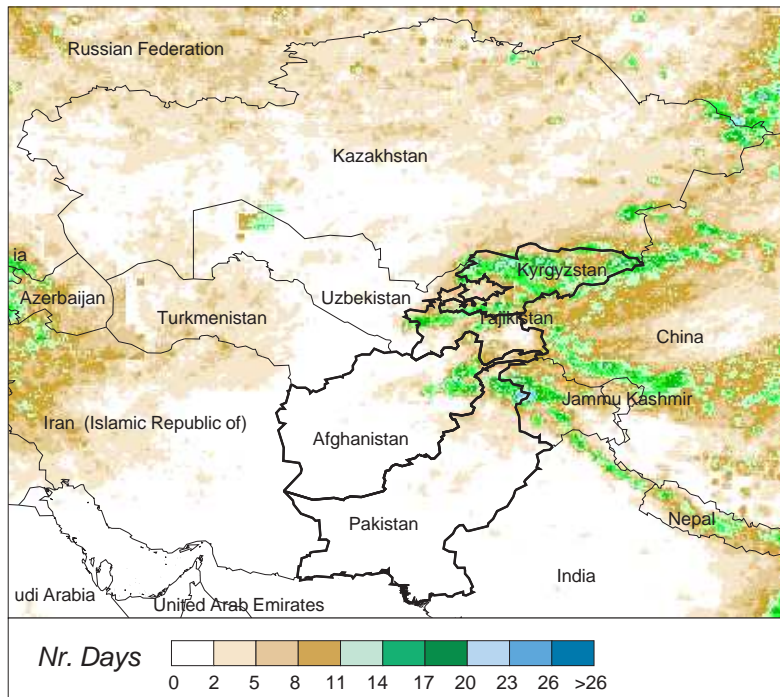 Russian Federation
Kazakhstan
ia
Kyrgyzstan
Azerbaijan
Uzbekistan
Turkmenistan
Tajikistan
China
Jammu Kashmir
Iran (Islamic Republic of)
Afghanistan
Pakistan
Nepal
India
udi Arabia
United Arab Emirates
Nr. Days
0 2 5 8 11 14 17 20 23 26 >26